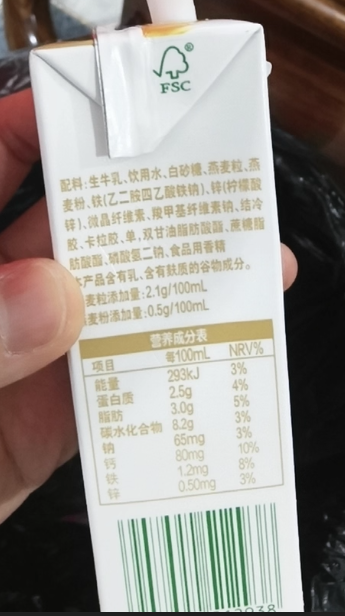 FSC®
配料:生牛乳、饮用水、白砂糖、燕麦粒、燕
麦粉、铁(乙二胺四乙酸铁钠)、锌(柠檬酸
锌)、微晶纤维素、羧甲基纤维素钠、结冷
胶、卡拉胶、单,双甘油脂肪酸酯、蔗糖脂
肪酸酯、磷酸氢二钠、食品用香精
本产品含有乳、含有麸质的谷物成分。
麦粒添加量:2.1g/100mL
麦粉添加量:0.5g/100mL
营养成分表
项目 每100mL NRV%
能量 293kJ 3%
蛋白质 2.5g 4%
脂肪 3.0g 5%
碳水化合物 8.2g 3%
钠 65mg 3%
钙 80mg 10%
铁 1.2mg 8%
锌 0.50mg 3%